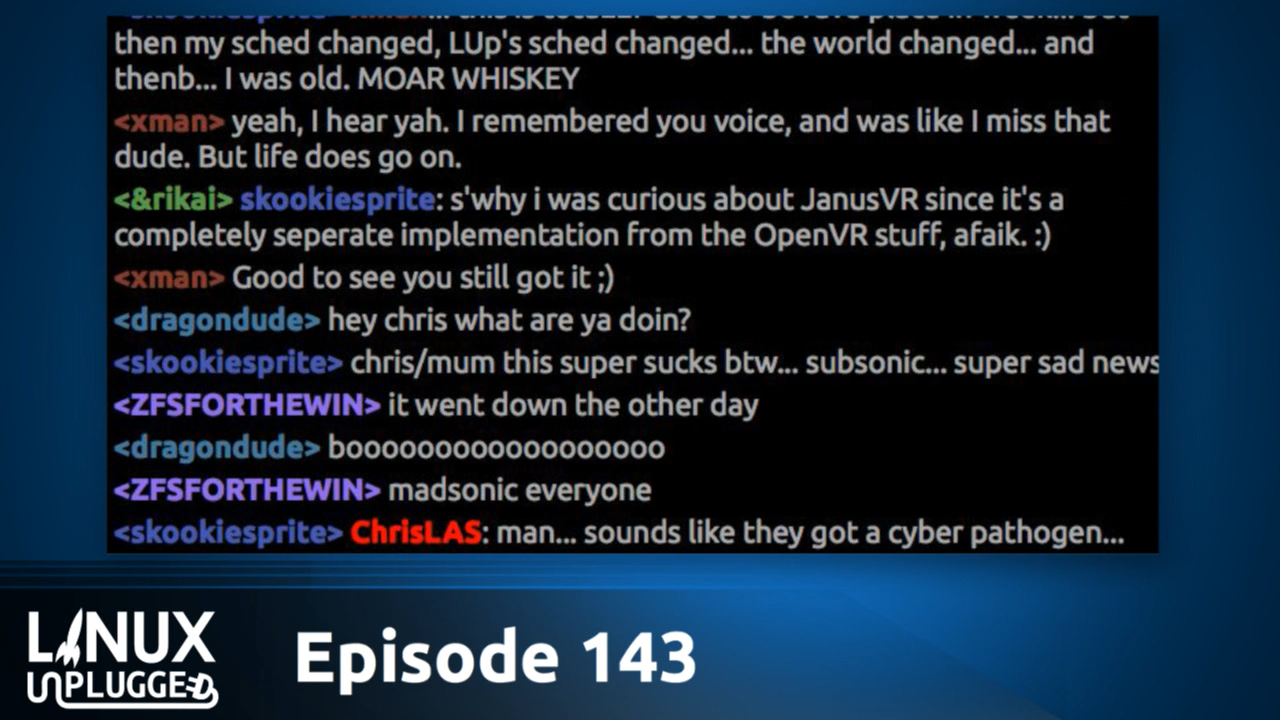 then my sched changed, LUp's sched changed... the world changed... and
thenb... I was old. MOAR WHISKEY
<xman> yeah, I hear yah. I remembered you voice, and was like I miss that
dude. But life does go on.
<&rikai> skookiesprite: s'why i was curious about JanusVR since it's a
completely seperate implementation from the OpenVR stuff, afaik. :)
<xman> Good to see you still got it ;)
<dragondude> hey chris what are ya doin?
<skookiesprite> chris/mum this super sucks btw... subsonic... super sad news
<ZFSFORTHEWIN> it went down the other day
<dragondude> boooooooooooooooooo
<ZFSFORTHEWIN> madsonic everyone
<skookiesprite> ChrisLAS: man... sounds like they got a cyber pathogen...
LINUX
UNPLUGGED
Episode 143